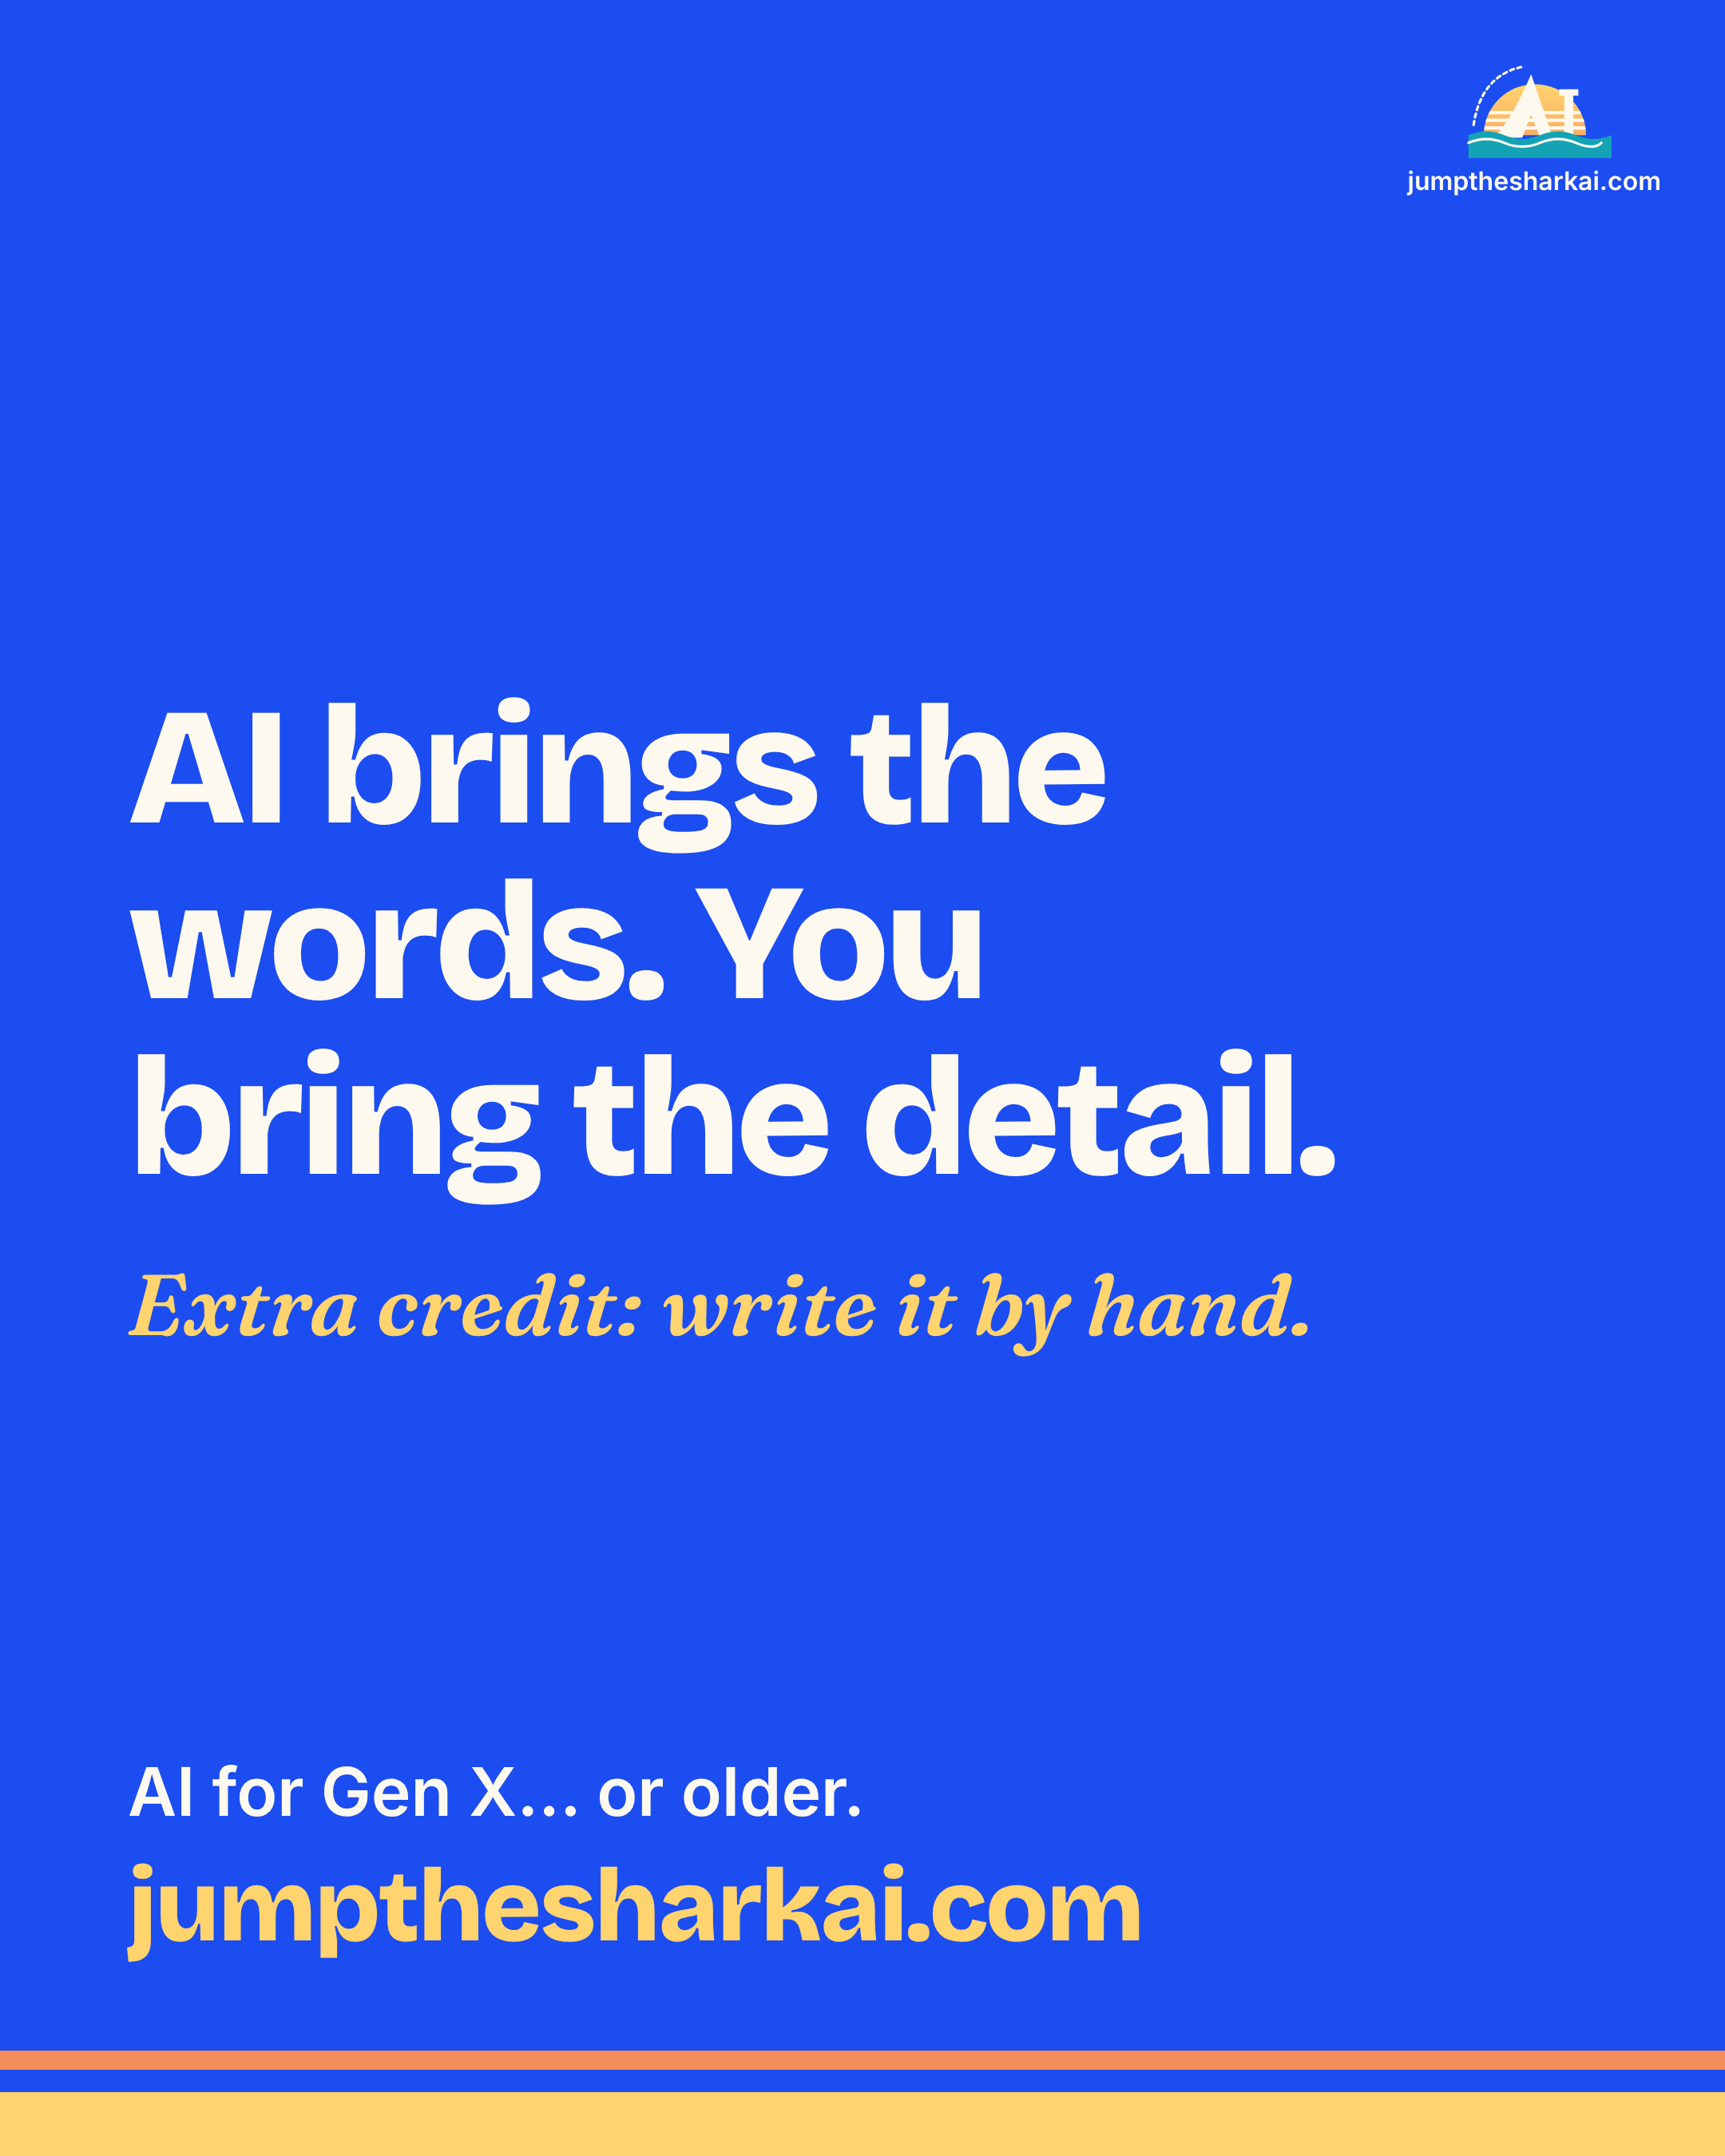 AI
jumpthesharkai.com
AI brings the
words. You
bring the detail.
Extra credit: write it by hand.
AI for Gen X... or older.
jumpthesharkai.com